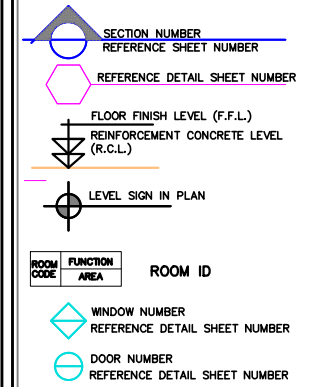 SECTION NUMBER
REFERENCE SHEET NUMBER
REFERENCE DETAIL SHEET NUMBER
FLOOR FINISH LEVEL (F.F.L.)
REINFORCEMENT CONCRETE LEVEL
(R.C.L.)
LEVEL SIGN IN PLAN
ROOM CODE
FUNCTION
AREA
ROOM ID
WINDOW NUMBER
REFERENCE DETAIL SHEET NUMBER
DOOR NUMBER
REFERENCE DETAIL SHEET NUMBER